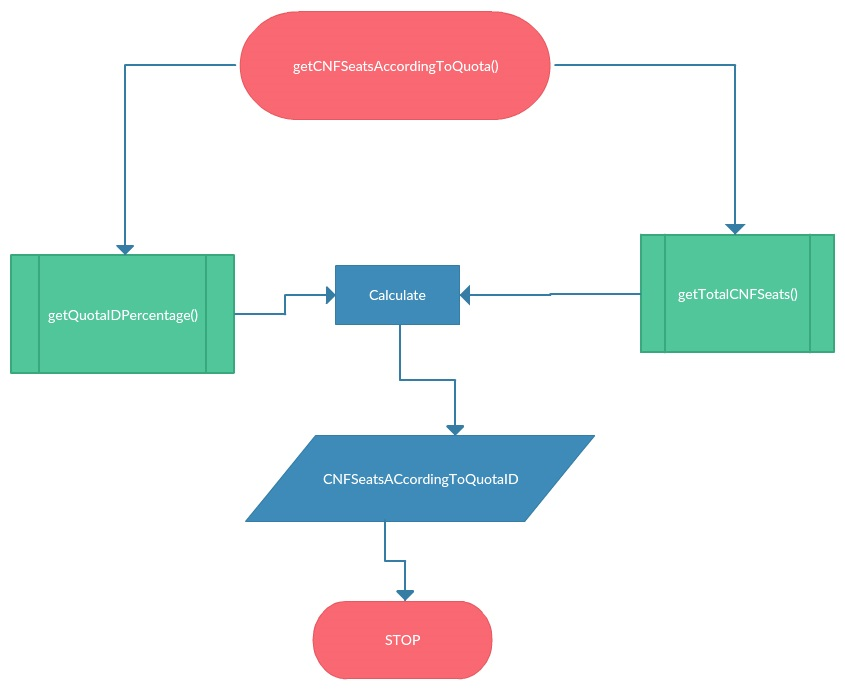 getCNFSeatsAccordingToQuota()
getQuotaIDPercentage()
Calculate
getTotalCNFSeats()
CNFSeatsACcordingToQuotaID
STOP